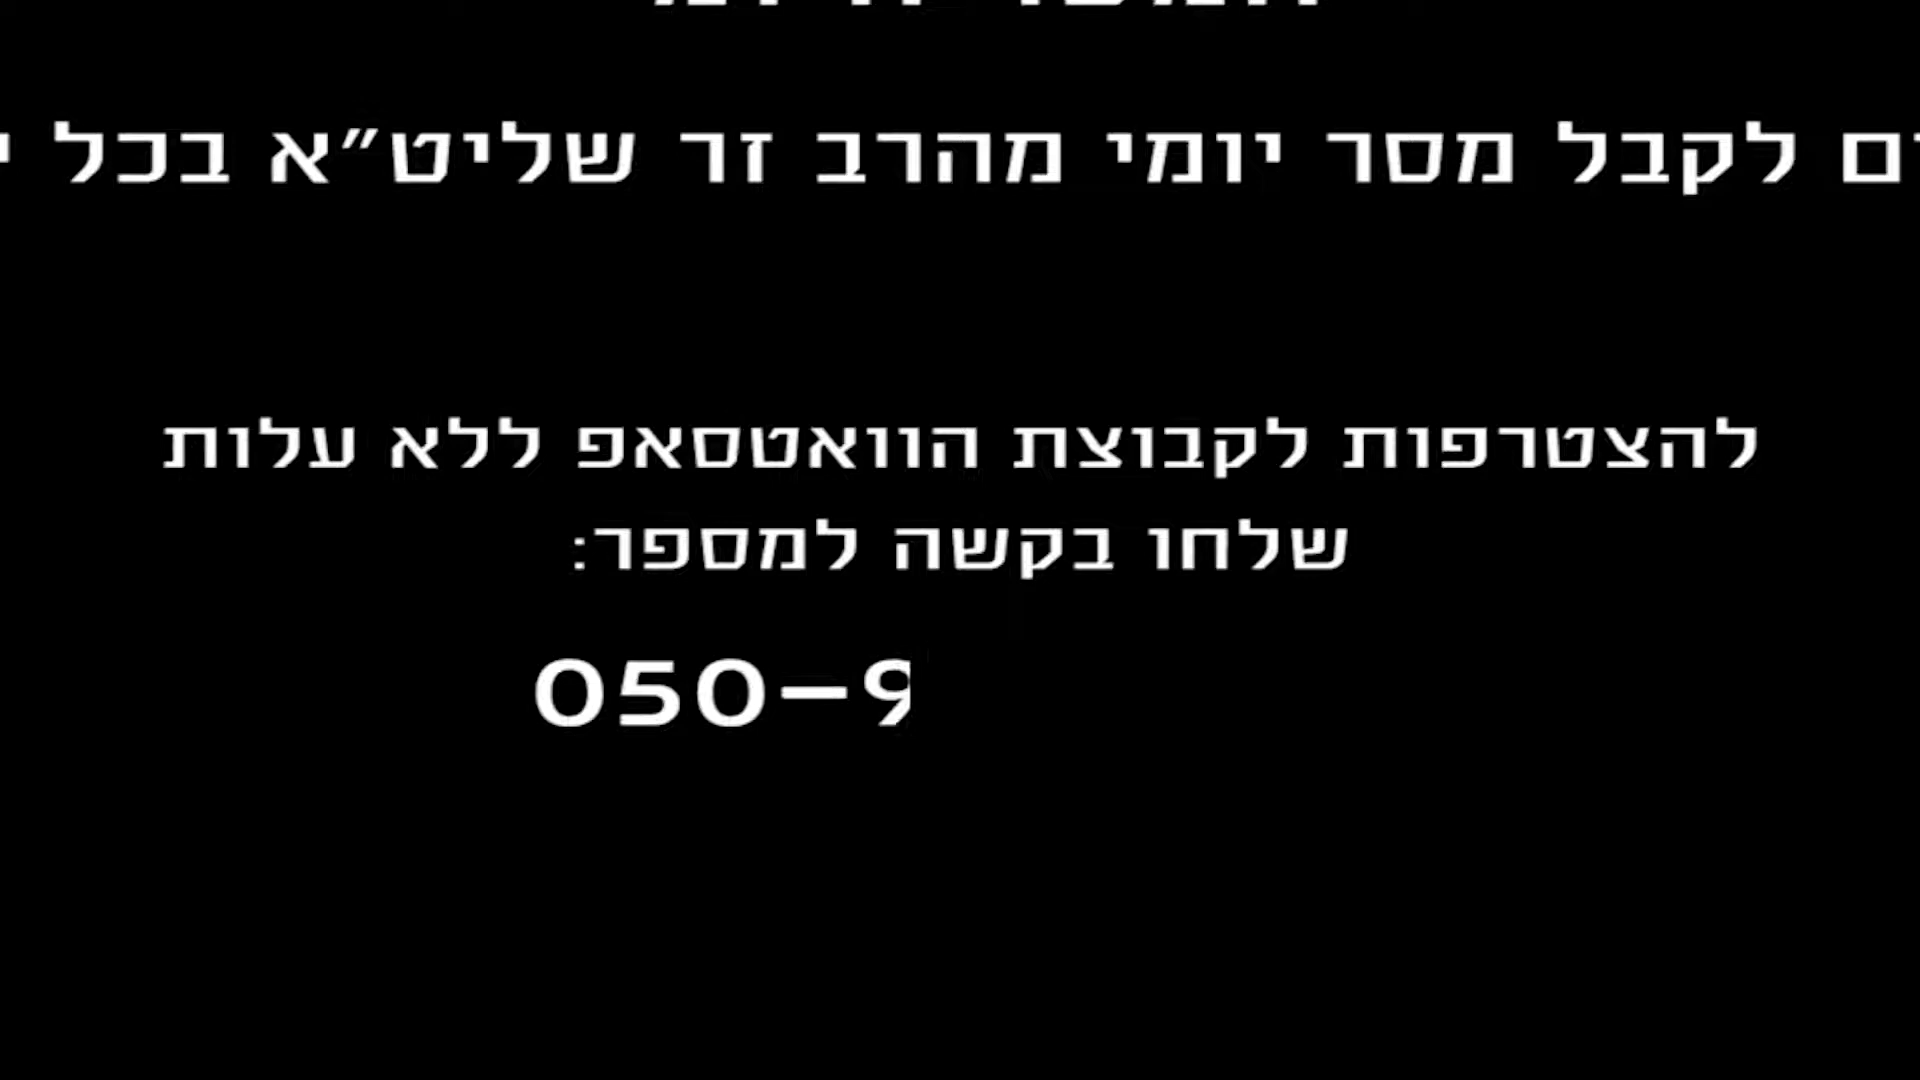 לקבל מסר יומי מהרב זר שליט״א בכל
להצטרפות לקבוצת הוואטסאפ ללא עלות
שלחו בקשה למספר:
050-9